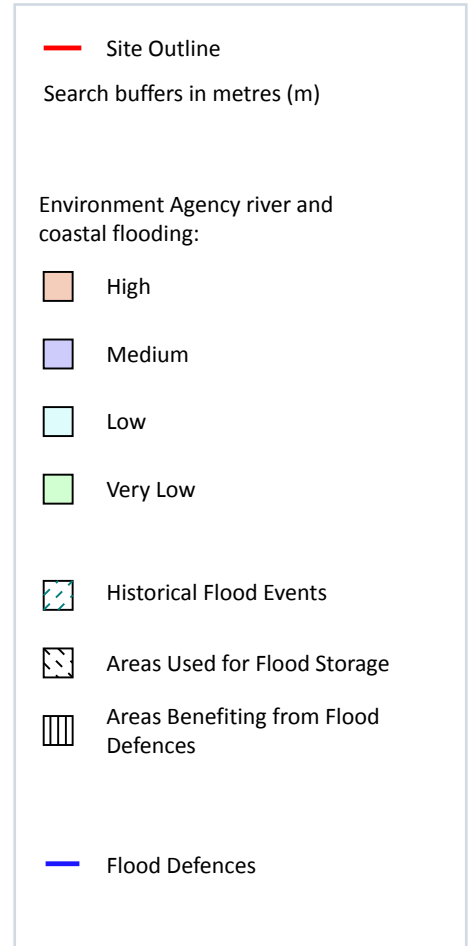 Site Outline
Search buffers in metres (m)
Environment Agency river and
coastal flooding:
High
Medium
Low
Very Low
Historical Flood Events
Areas Used for Flood Storage
Areas Benefiting from Flood
Defences
Flood Defences